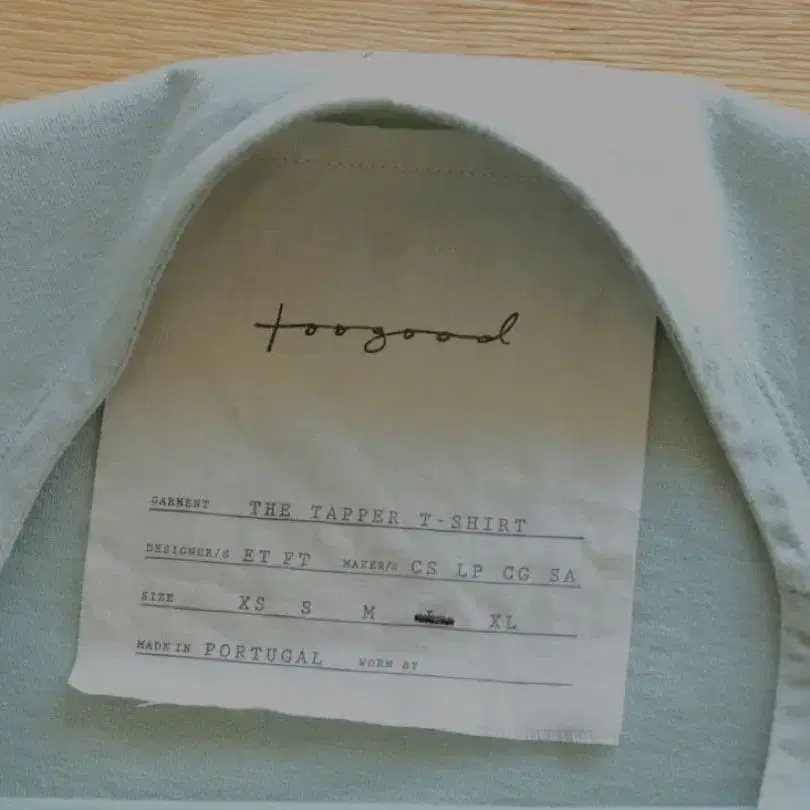 toogood
GARMENT THE TAPPER T-SHIRT
DESIGNER/S ET FT MAKER/S CS LP CG SA
SIZE XS S M L XL
MADE IN PORTUGAL WORN BY